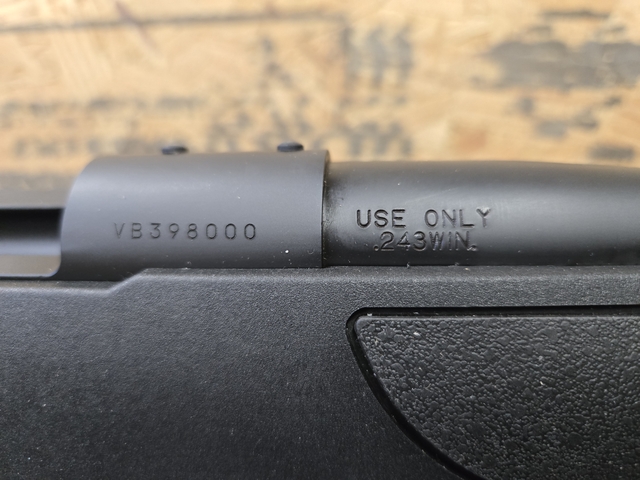 VB398000
USE ONLY
.243WIN.